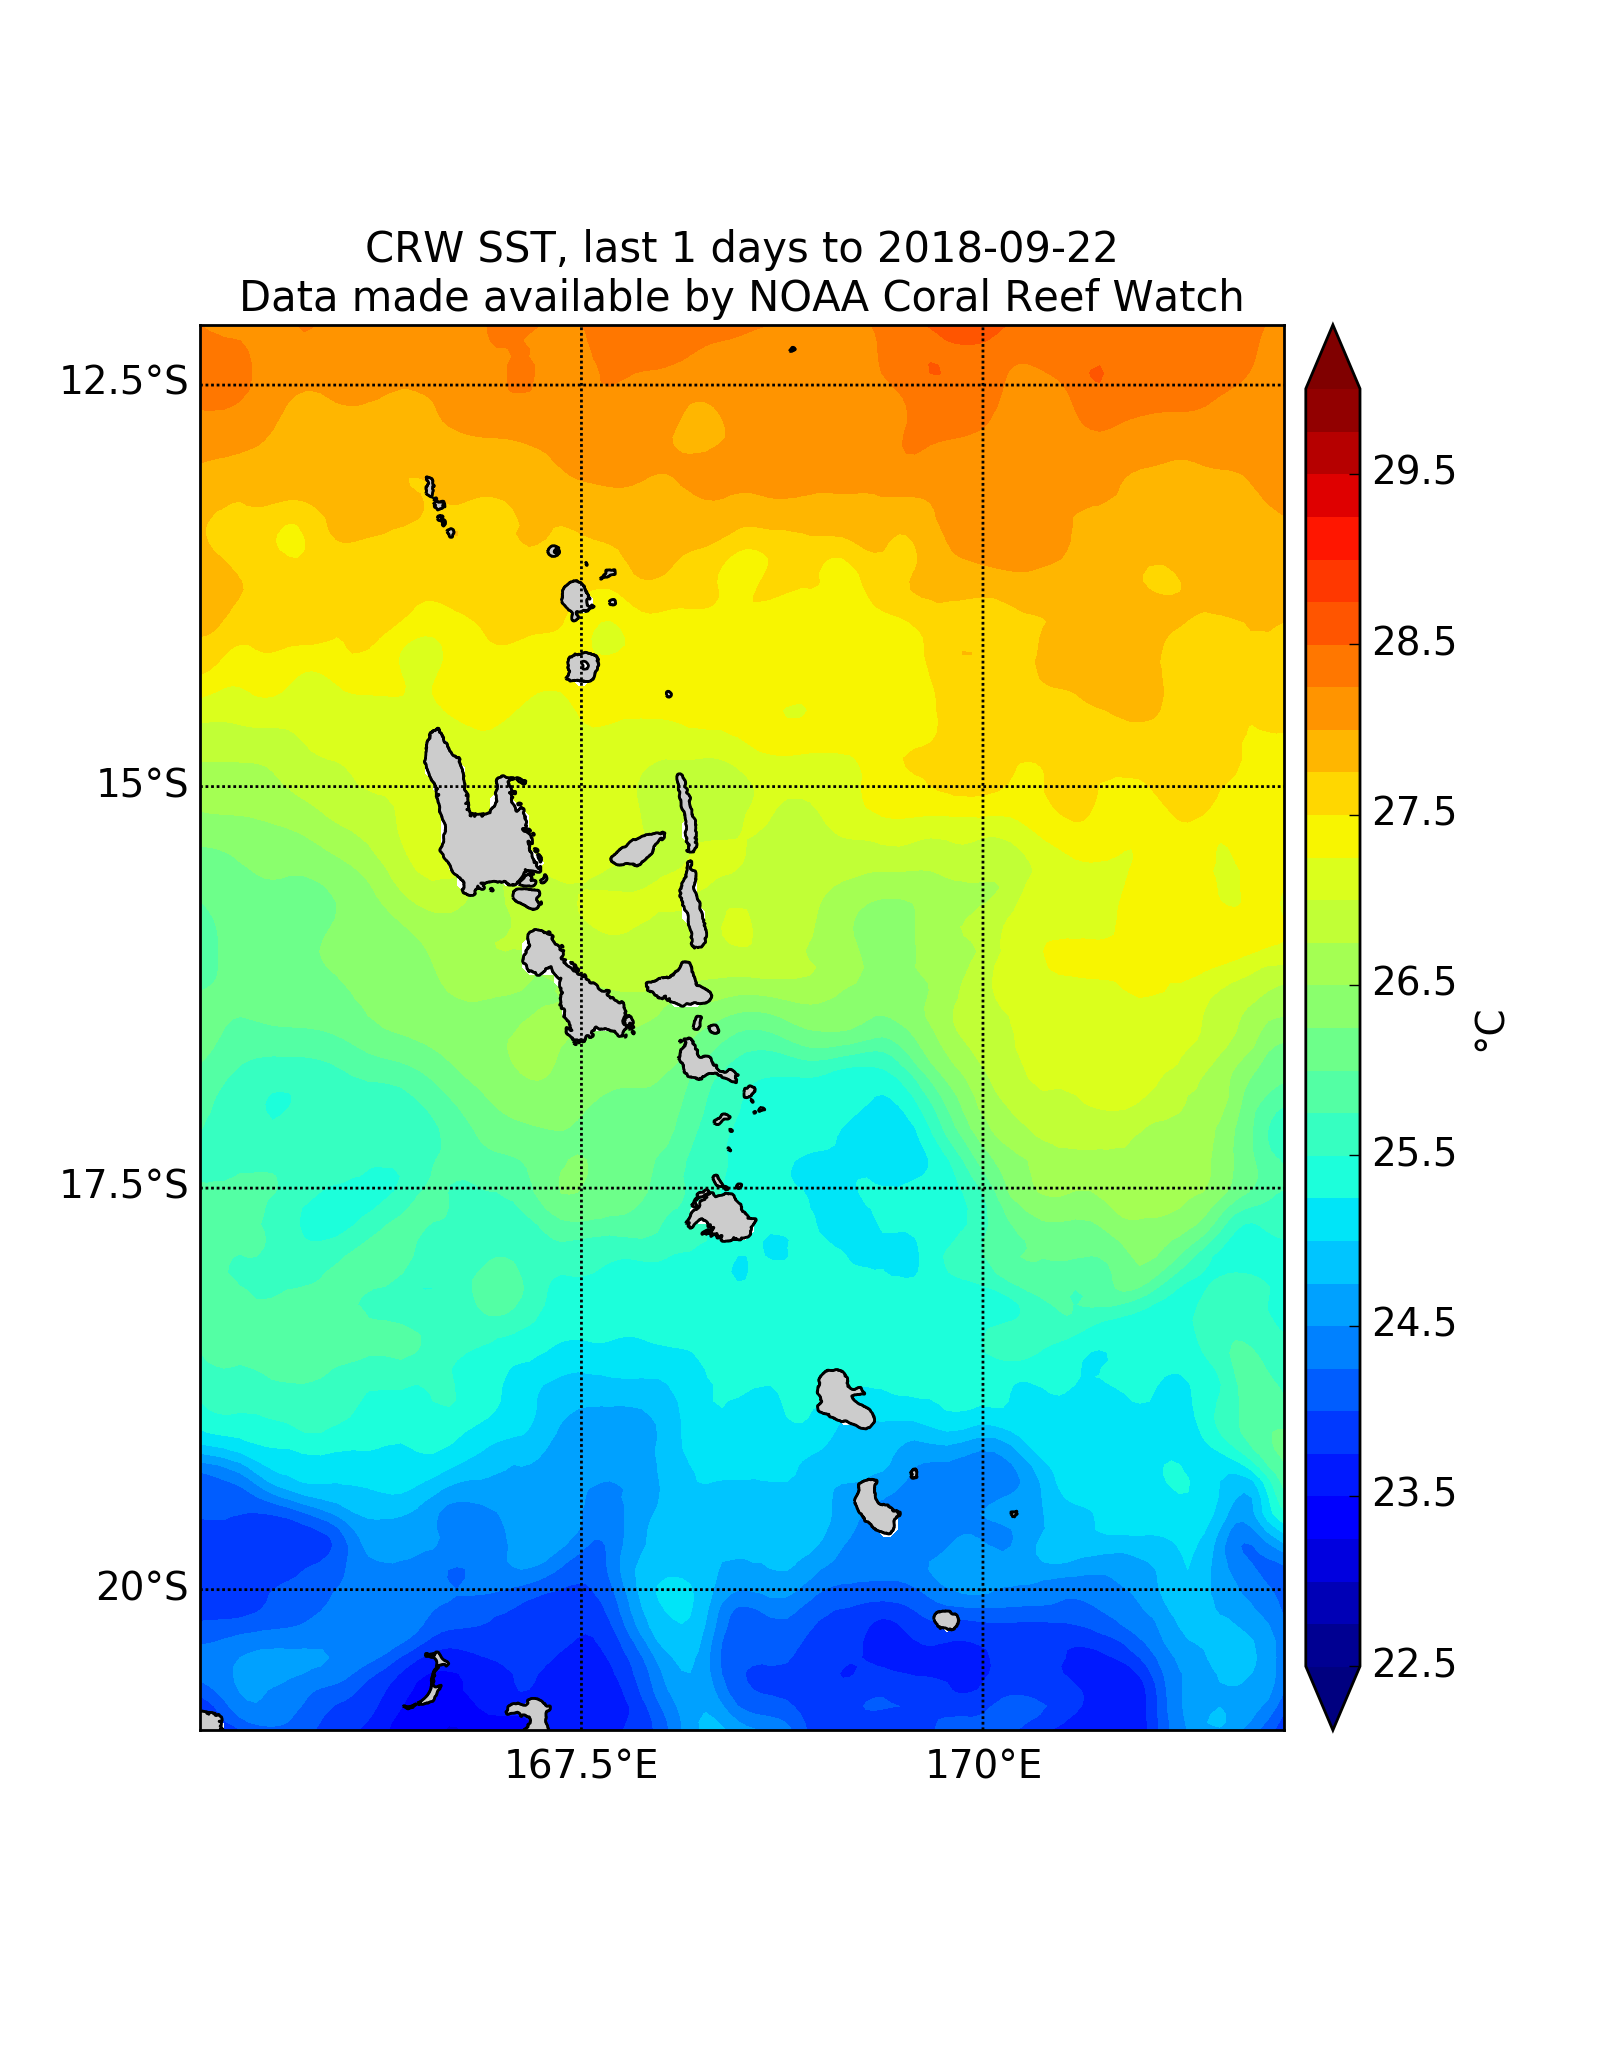 CRW SST, last 1 days to 2018-09-22
Data made available by NOAA Coral Reef Watch
12.5°S
15°S
17.5°S
20°S
167.5°E
170°E
29.5
28.5
27.5
26.5
25.5
24.5
23.5
22.5
°C